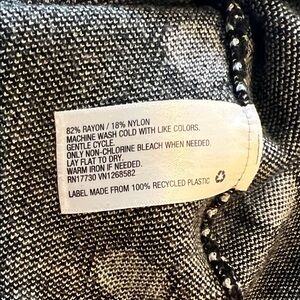 82% RAYON / 18% NYLON
MACHINE WASH COLD WITH LIKE COLORS.
GENTLE CYCLE.
ONLY NON-CHLORINE BLEACH WHEN NEEDED.
LAY FLAT TO DRY.
WARM IRON IF NEEDED.
RN17730 VN1268582
LABEL MADE FROM 100% RECYCLED PLASTIC